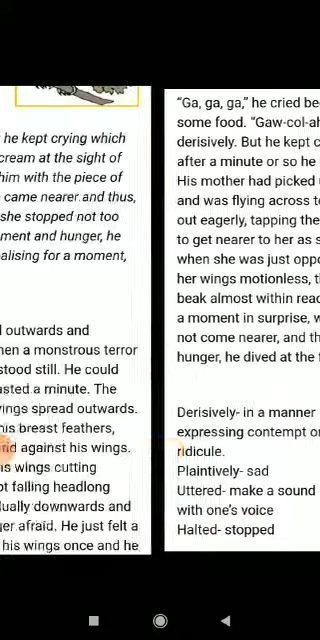 he kept crying which
cream at the sight of
him with the piece of
came nearer and thus,
she stopped not too
ment and hunger, he
alising for a moment,
outwards and
hen a monstrous terror
stood still. He could
asted a minute. The
wings spread outwards.
his breast feathers,
and against his wings.
is wings cutting
ot falling headlong
dually downwards and
er afraid. He just felt a
his wings once and he
"Ga, ga, ga," he cried be
some food. "Gaw-col-ah
derisively. But he kept c
after a minute or so he
His mother had picked
and was flying across t
out eagerly, tapping the
to get nearer to her as s
when she was just oppo
her wings motionless, t
beak almost within reac
a moment in surprise, w
not come nearer, and th
hunger, he dived at the f
Derisively- in a manner
expressing contempt or
ridicule.
Plaintively- sad
Uttered- make a sound
with one's voice
Halted- stopped